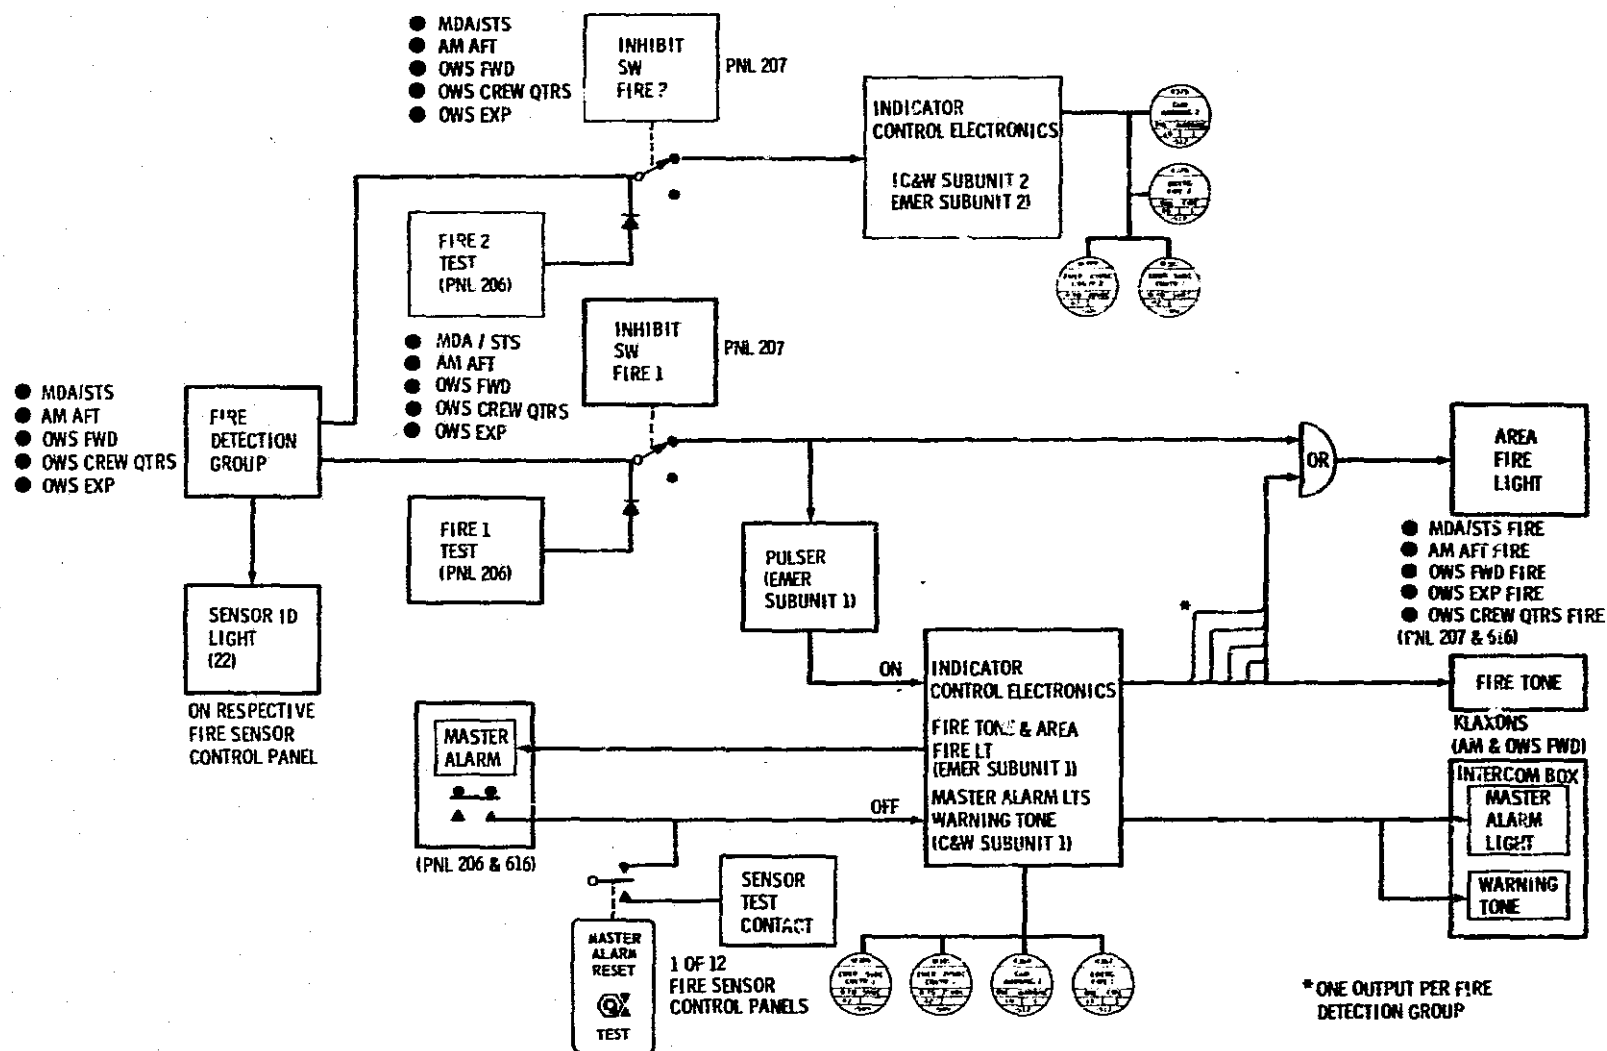 ● MDA/STS
● AM AFT
● OWS FWD
● OWS CREW QTRS
● OWS EXP
INHIBIT
SW
FIRE ?
PNL 207
INDICATOR
CONTROL ELECTRONICS
(C&W SUBUNIT 2
EMER SUBUNIT 2)
FIRE 2
TEST
(PNL 206)
● MDA / STS
● AM AFT
● OWS FWD
● OWS CREW QTRS
● OWS EXP
INHIBIT
SW
FIRE 1
PNL 207
● MDA/STS
● AM AFT
● OWS FWD
● OWS CREW QTRS
● OWS EXP
FIRE
DETECTION
GROUP
FIRE 1
TEST
(PNL 206)
SENSOR ID
LIGHT
(22)
ON RESPECTIVE
FIRE SENSOR
CONTROL PANEL
PULSER
(EMER
SUBUNIT 1)
OR
AREA
FIRE
LIGHT
● MDA/STS FIRE
● AM AFT FIRE
● OWS FWD FIRE
● OWS EXP FIRE
● OWS CREW QTRS FIRE
(PNL 207 & 616)
*
ON
INDICATOR
CONTROL ELECTRONICS
FIRE TONE & AREA
FIRE LT
(EMER SUBUNIT 1)
MASTER ALARM LTS
WARNING TONE
(C&W SUBUNIT 1)
OFF
FIRE TONE
KLAXONS
(AM & OWS FWD)
INTERCOM BOX
MASTER
ALARM
LIGHT
WARNING
TONE
MASTER
ALARM
(PNL 206 & 616)
SENSOR
TEST
CONTACT
MASTER
ALARM
RESET
TEST
1 OF 12
FIRE SENSOR
CONTROL PANELS
* ONE OUTPUT PER FIRE
DETECTION GROUP